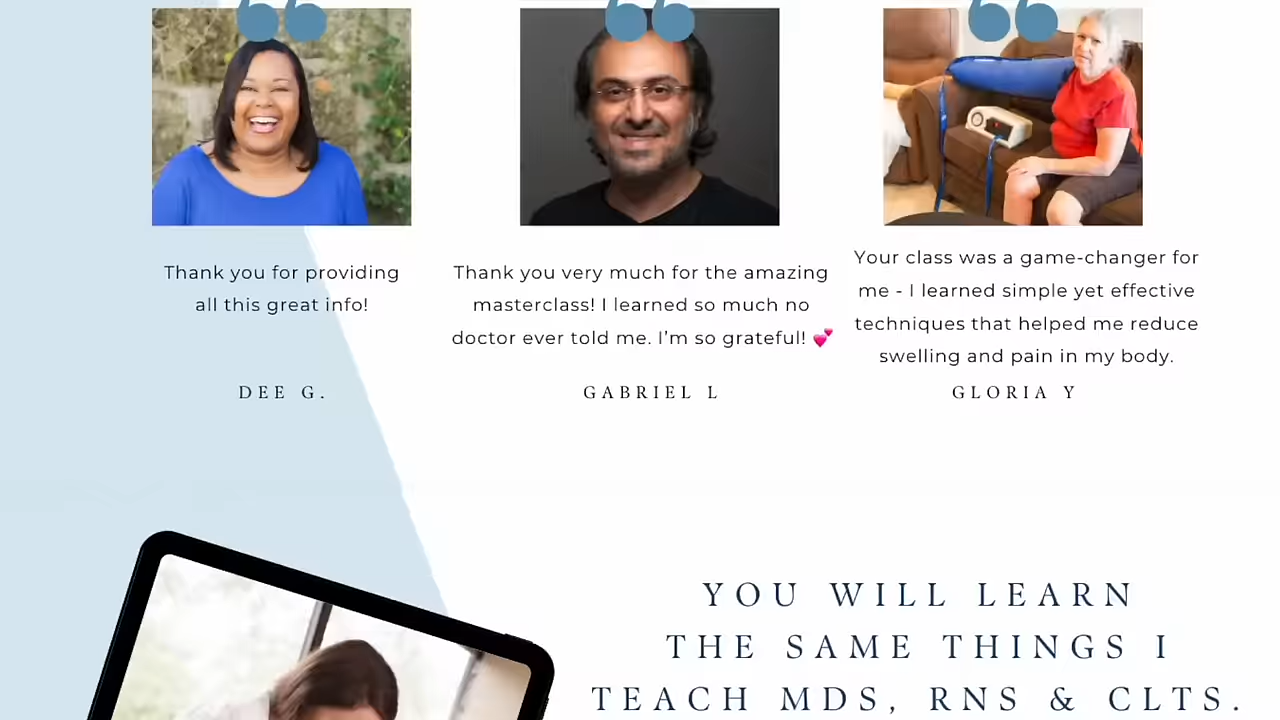 Thank you for providing
all this great info!
DEE G.
Thank you very much for the amazing
masterclass! I learned so much no
doctor ever told me. I'm so grateful! 💕
GABRIEL L
Your class was a game-changer for
me - I learned simple yet effective
techniques that helped me reduce
swelling and pain in my body.
GLORIA Y
YOU WILL LEARN
THE SAME THINGS I
TEACH MDS, RNS & CLTS.